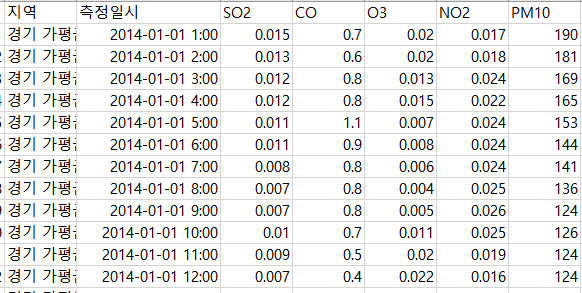 지역 측정일시 SO2 CO O3 NO2 PM10
경기 가평 2014-01-01 1:00 0.015 0.7 0.02 0.017 190
경기 가평 2014-01-01 2:00 0.013 0.6 0.02 0.018 181
경기 가평 2014-01-01 3:00 0.012 0.8 0.013 0.024 169
경기 가평 2014-01-01 4:00 0.012 0.8 0.015 0.022 165
경기 가평 2014-01-01 5:00 0.011 1.1 0.007 0.024 153
경기 가평 2014-01-01 6:00 0.011 0.9 0.008 0.024 144
경기 가평 2014-01-01 7:00 0.008 0.8 0.006 0.024 141
경기 가평 2014-01-01 8:00 0.007 0.8 0.004 0.025 136
경기 가평 2014-01-01 9:00 0.007 0.8 0.005 0.026 124
경기 가평 2014-01-01 10:00 0.01 0.7 0.011 0.025 126
경기 가평 2014-01-01 11:00 0.009 0.5 0.02 0.019 124
경기 가평 2014-01-01 12:00 0.007 0.4 0.022 0.016 124